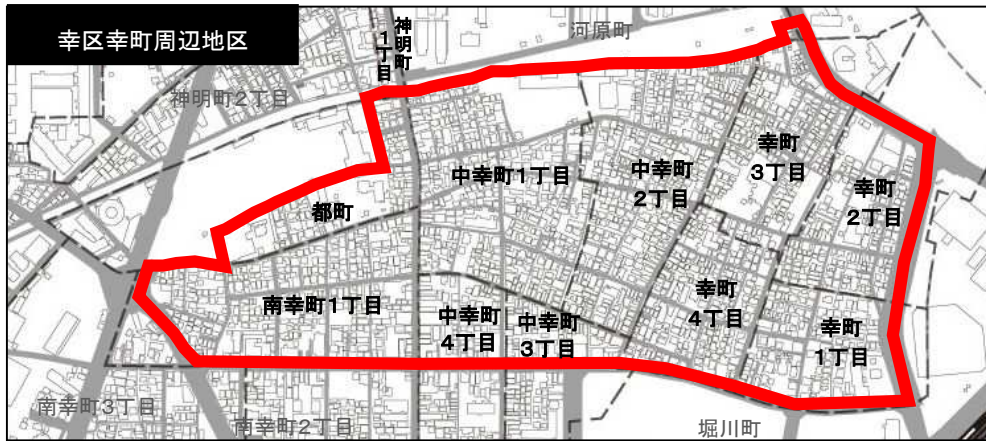 幸区幸町周辺地区
神明町
1丁目
河原町
神明町2丁目
幸町
3丁目
中幸町1丁目
中幸町
2丁目
幸町
2丁目
都町
南幸町1丁目
中幸町
4丁目
中幸町
3丁目
幸町
4丁目
幸町
1丁目
南幸町3丁目
南幸町2丁目
堀川町